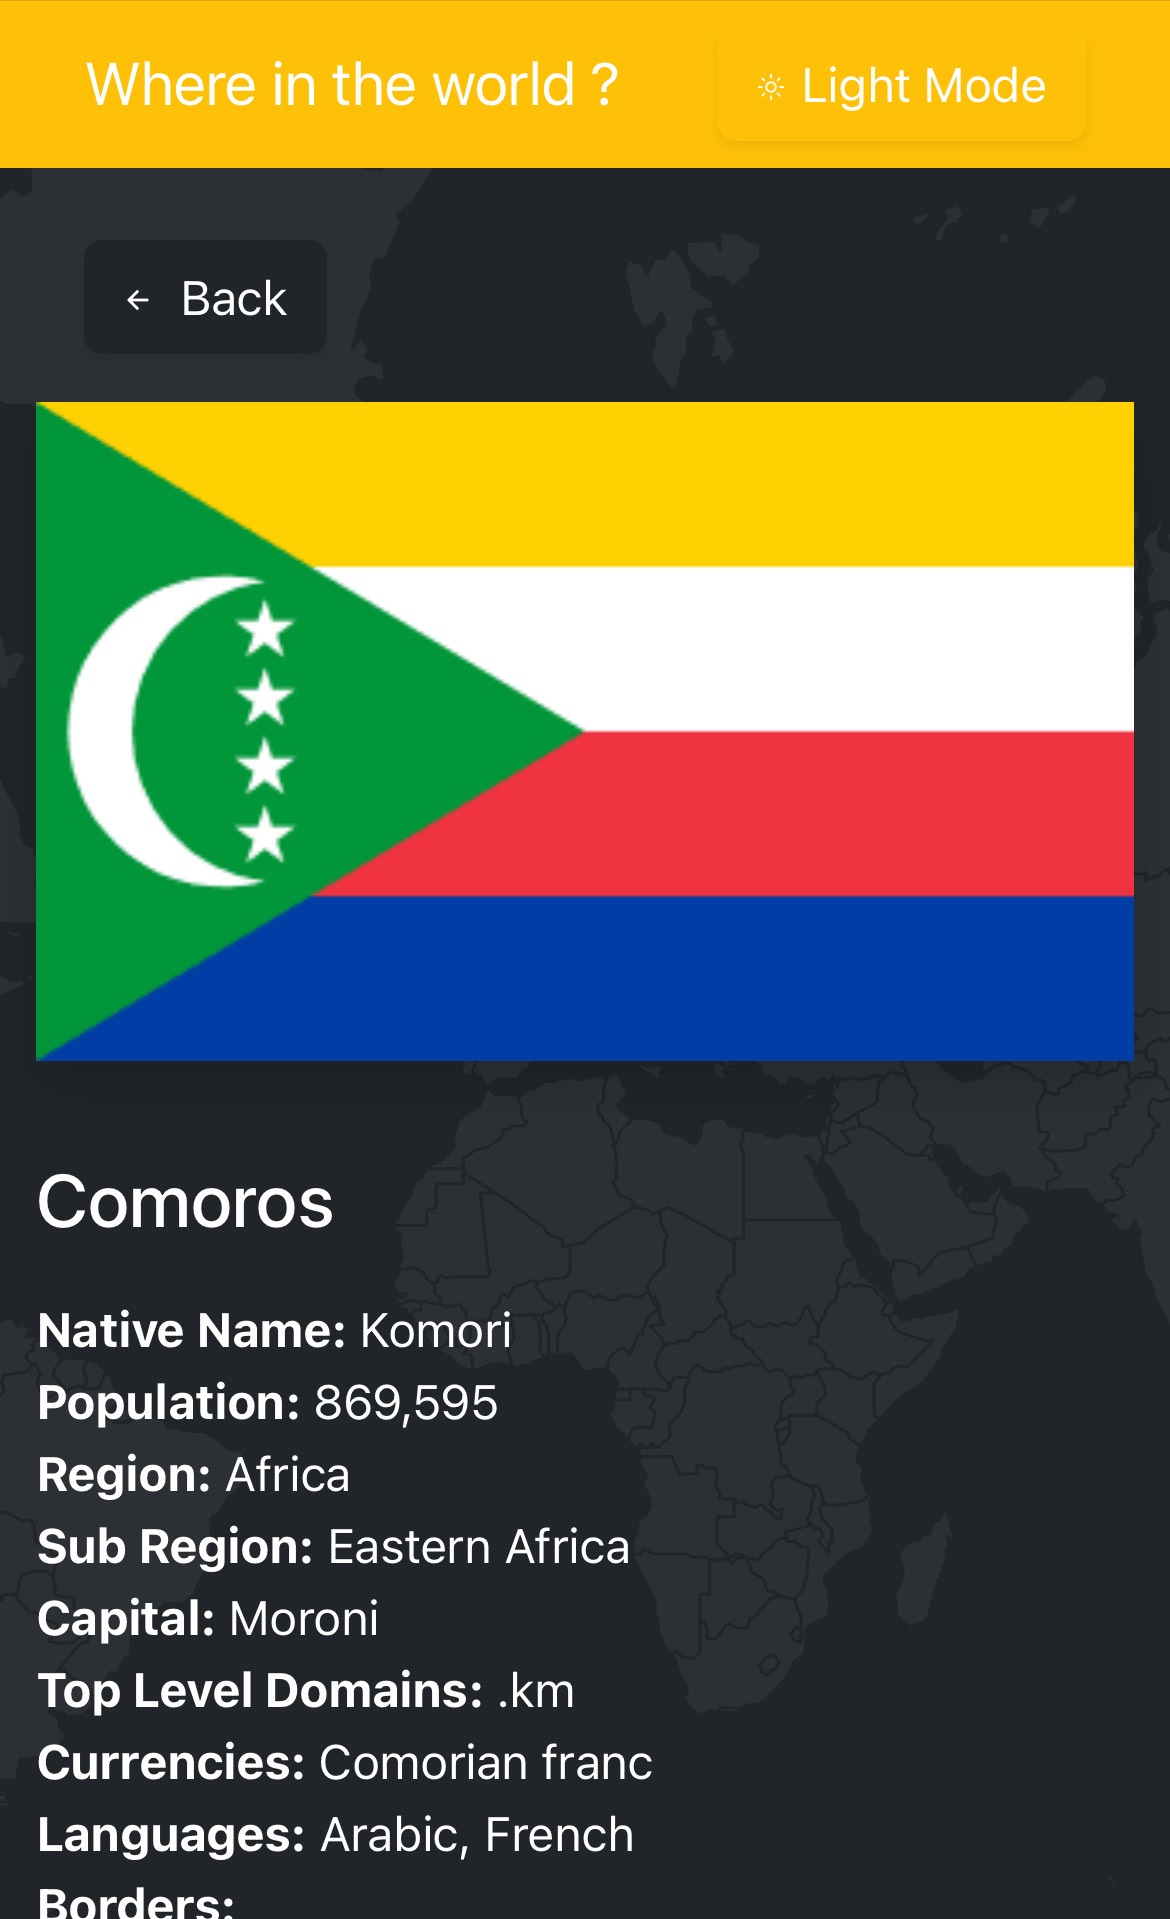 Where in the world ?
Light Mode
Back
Comoros
Native Name: Komori
Population: 869,595
Region: Africa
Sub Region: Eastern Africa
Capital: Moroni
Top Level Domains: .km
Currencies: Comorian franc
Languages: Arabic, French
Borders: